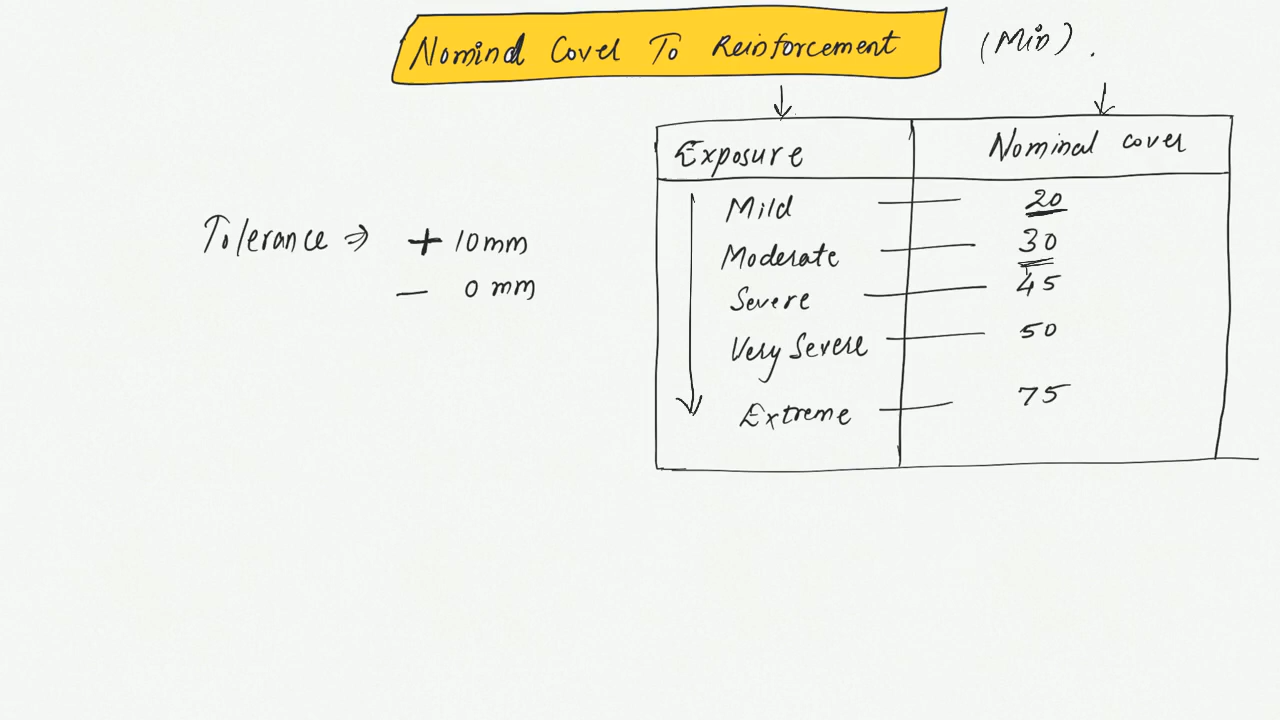 Nominal Cover To Reinforcement (Min).
Exposure Nominal cover
Mild — 20
Moderate — 30
Severe — 45
Very Severe — 50
Extreme — 75
Tolerance ⇒ + 10mm
— 0 mm